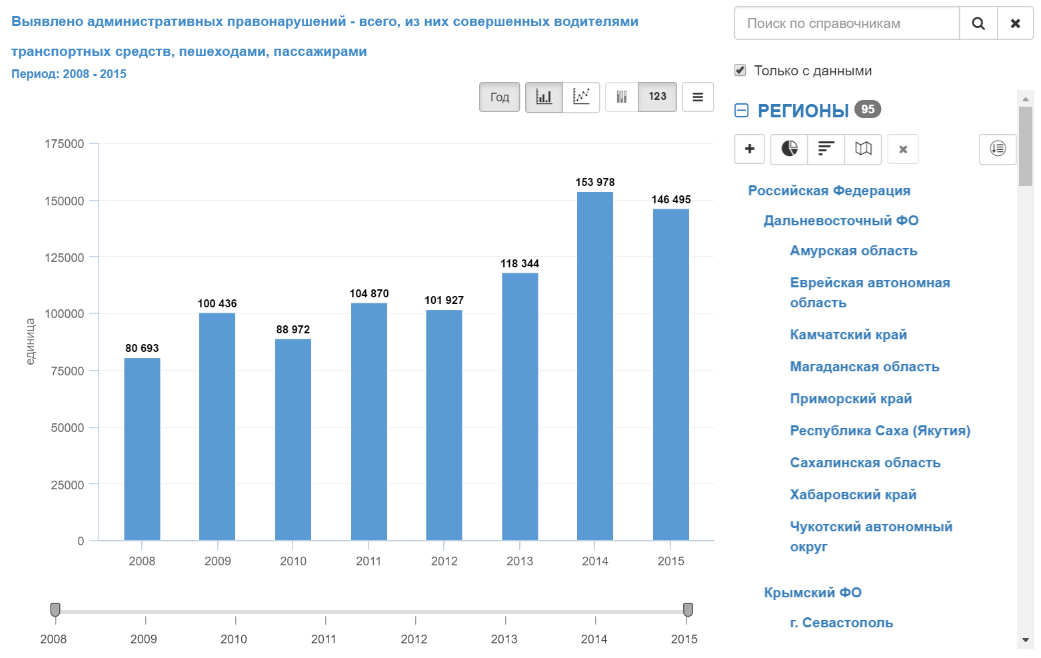 Выявлено административных правонарушений - всего, из них совершенных водителями
транспортных средств, пешеходами, пассажирами
Период: 2008 - 2015
Год
123
175000
150000
125000
100000
75000
50000
25000
0
единица
80 693
100 436
88 972
104 870
101 927
118 344
153 978
146 495
2008 2009 2010 2011 2012 2013 2014 2015
2008 2009 2010 2011 2012 2013 2014 2015
Поиск по справочникам
Только с данными
РЕГИОНЫ 95
Российская Федерация
Дальневосточный ФО
Амурская область
Еврейская автономная
область
Камчатский край
Магаданская область
Приморский край
Республика Саха (Якутия)
Сахалинская область
Хабаровский край
Чукотский автономный
округ
Крымский ФО
г. Севастополь